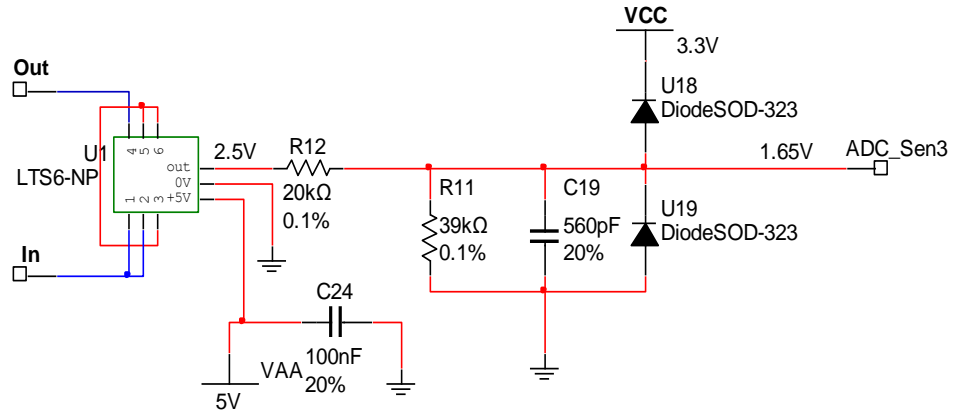 VCC
3.3V
Out
U18
DiodeSOD-323
4 5 6
U1
LTS6-NP
out
0V
+5V
1 2 3
2.5V
R12
20kΩ
0.1%
1.65V
ADC_Sen3
R11
39kΩ
0.1%
C19
560pF
20%
U19
DiodeSOD-323
In
C24
100nF
20%
VAA
5V